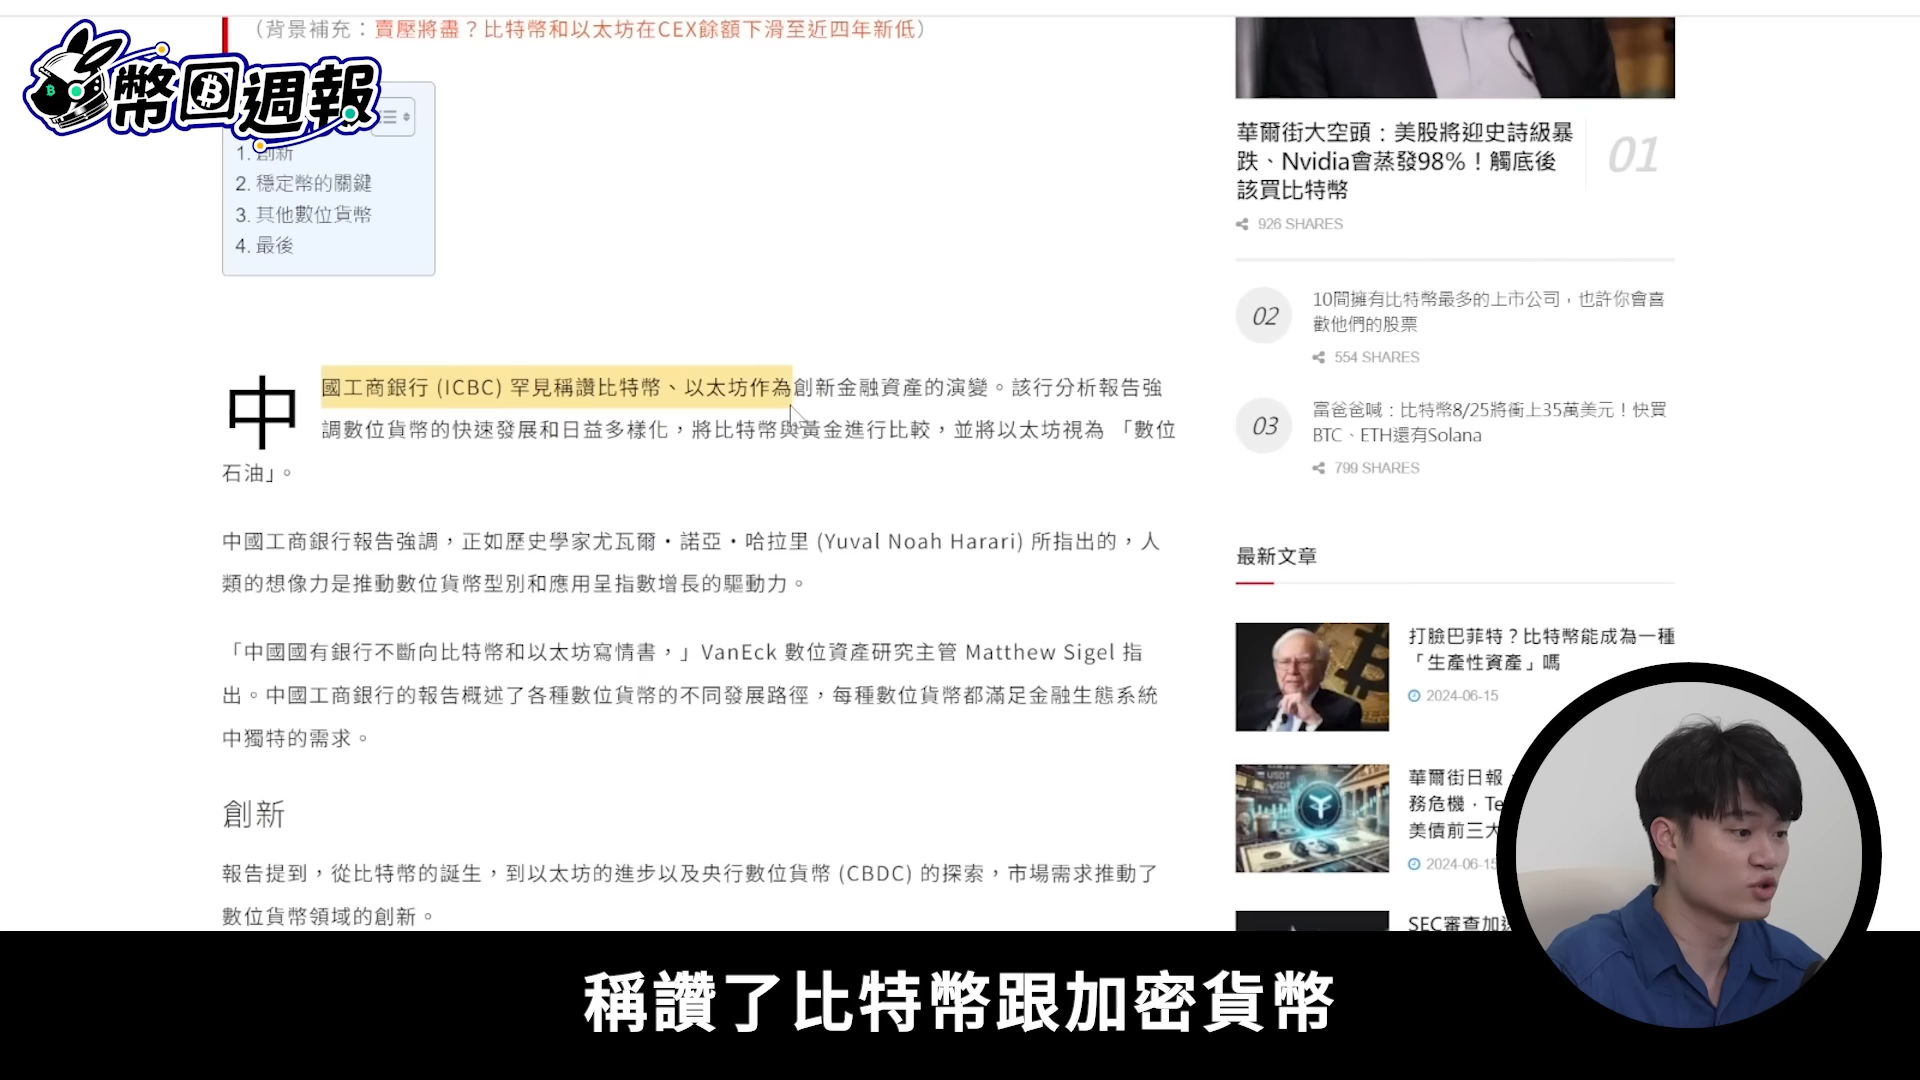 （背景補充：賣壓將盡？比特幣和以太坊在CEX餘額下滑至近四年新低）
幣回週報
1. 創新
2. 穩定幣的關鍵
3. 其他數位貨幣
4. 最後
中國工商銀行 (ICBC) 罕見稱讚比特幣、以太坊作為創新金融資產的演變。該行分析報告強
調數位貨幣的快速發展和日益多樣化，將比特幣與黃金進行比較，並將以太坊視為 「數位
石油」。
中國工商銀行報告強調，正如歷史學家尤瓦爾・諾亞・哈拉里 (Yuval Noah Harari) 所指出的，人
類的想像力是推動數位貨幣型別和應用呈指數增長的驅動力。
「中國國有銀行不斷向比特幣和以太坊寫情書，」VanEck 數位資產研究主管 Matthew Sigel 指
出。中國工商銀行的報告概述了各種數位貨幣的不同發展路徑，每種數位貨幣都滿足金融生態系統
中獨特的需求。
創新
報告提到，從比特幣的誕生，到以太坊的進步以及央行數位貨幣 (CBDC) 的探索，市場需求推動了
數位貨幣領域的創新。
華爾街大空頭：美股將迎史詩級暴
跌、Nvidia會蒸發98%！觸底後
該買比特幣
01
926 SHARES
02
10間擁有比特幣最多的上市公司，也許你會喜
歡他們的股票
554 SHARES
03
富爸爸喊：比特幣8/25將衝上35萬美元！快買
BTC、ETH還有Solana
799 SHARES
最新文章
打臉巴菲特？比特幣能成為一種
「生產性資產」嗎
2024-06-15
華爾街日報
務危機．Te
美債前三大
2024-06-15
SEC審查加
稱讚了比特幣跟加密貨幣